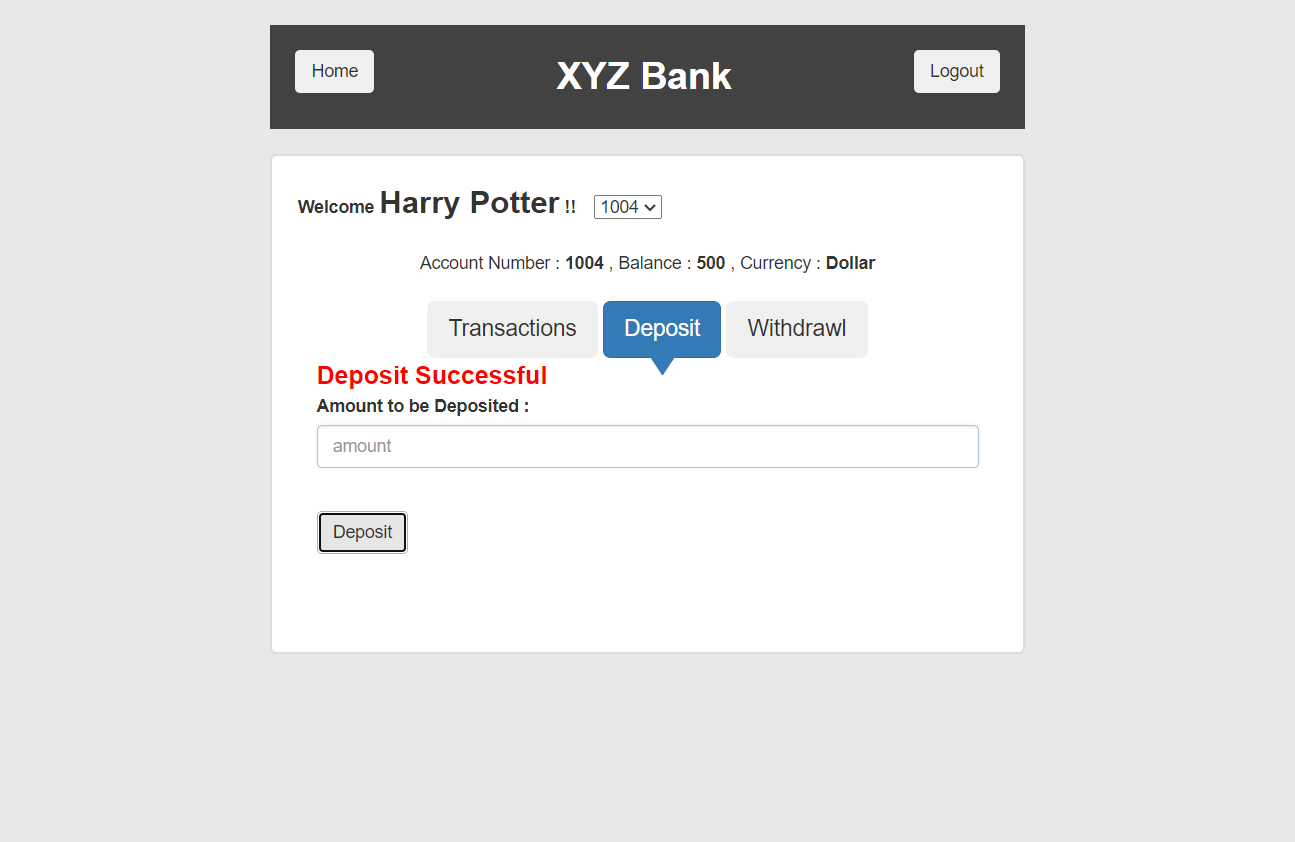 Home XYZ Bank Logout
Welcome Harry Potter !! 1004
Account Number : 1004 , Balance : 500 , Currency : Dollar
Transactions Deposit Withdrawl
Deposit Successful
Amount to be Deposited :
amount
Deposit